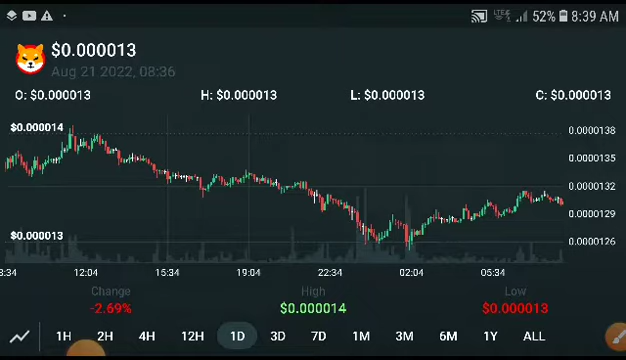 52% 8:39 AM
$0.000013
Aug 21 2022, 08:36
O: $0.000013 H: $0.000013 L: $0.000013 C: $0.000013
$0.000014
0.0000138
0.0000135
0.0000132
0.0000129
$0.000013
0.0000126
8:34 12:04 15:34 19:04 22:34 02:04 05:34
Change High Low
-2.69% $0.000014 $0.000013
1H 2H 4H 12H 1D 3D 7D 1M 3M 6M 1Y ALL